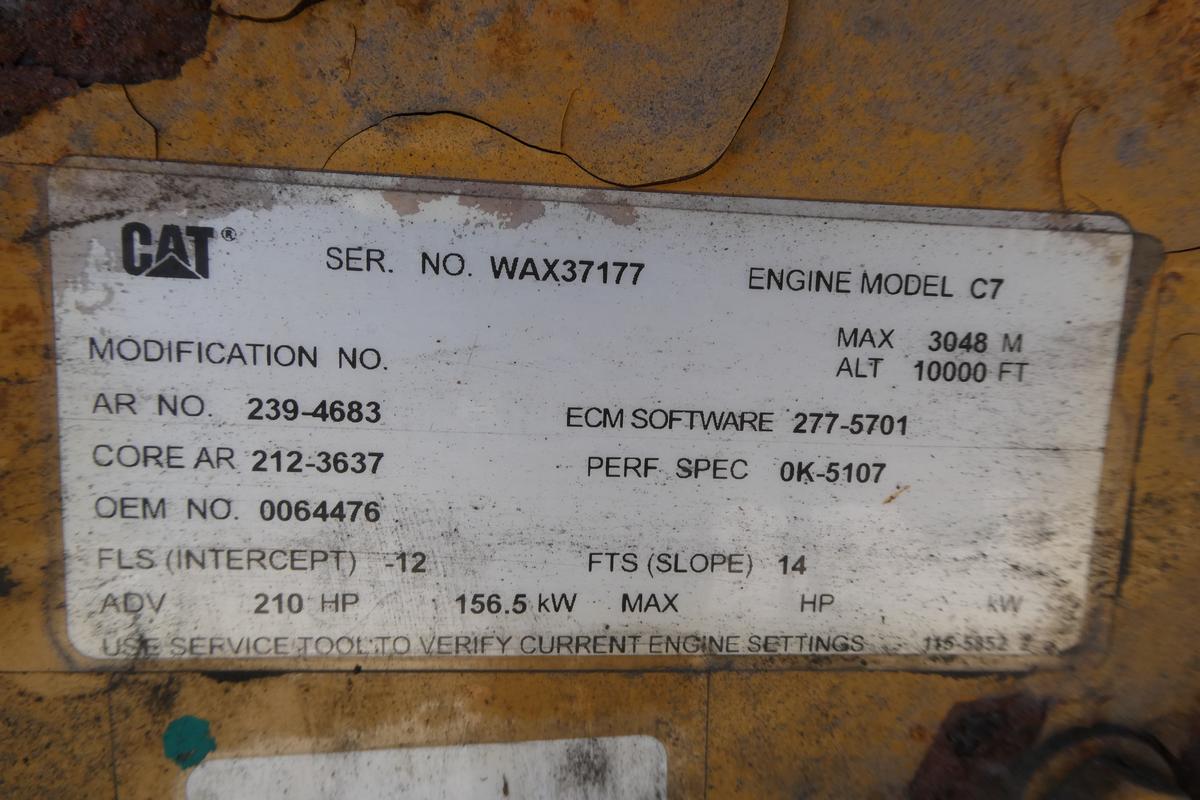 CAT® SER. NO. WAX37177 ENGINE MODEL C7
MAX 3048 M
MODIFICATION NO. ALT 10000 FT
AR NO. 239-4683 ECM SOFTWARE 277-5701
CORE AR 212-3637 PERF SPEC 0K-5107
OEM NO. 0064476
FLS (INTERCEPT) -12 FTS (SLOPE) 14
ADV 210 HP 156.5 kW MAX HP kW
USE SERVICE TOOL TO VERIFY CURRENT ENGINE SETTINGS